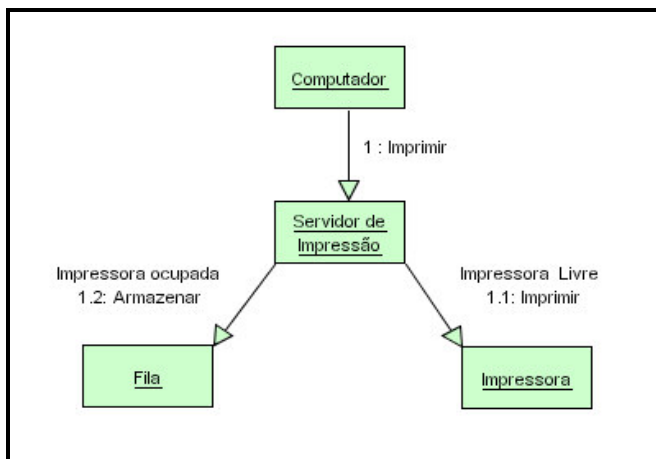 Computador
1 : Imprimir
Servidor de
Impressão
Impressora ocupada
1.2: Armazenar
Impressora Livre
1.1: Imprimir
Fila
Impressora